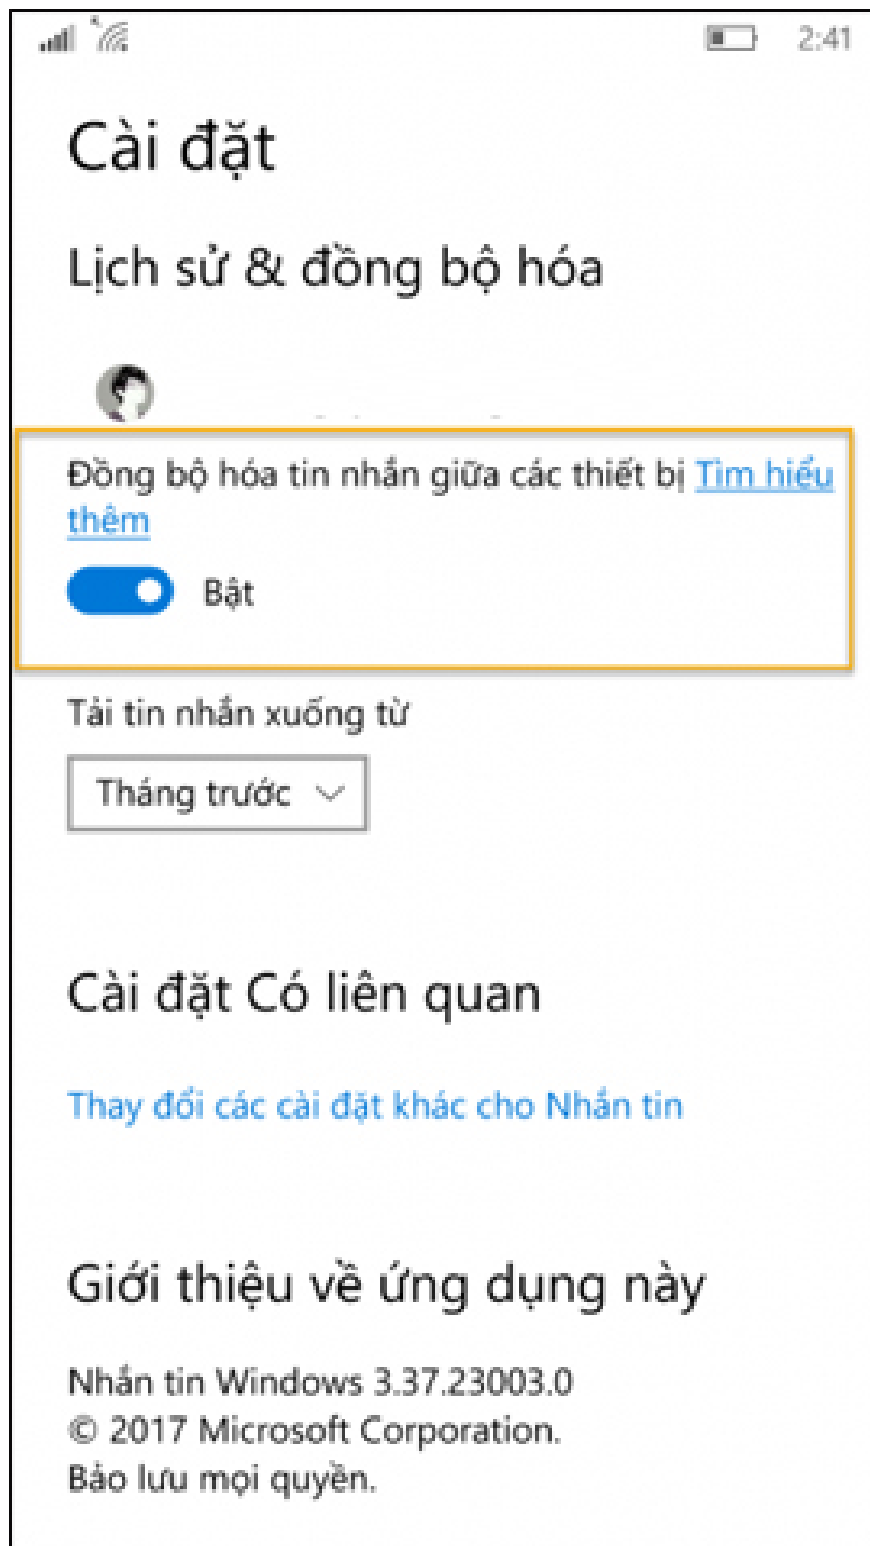 2:41
Cài đặt
Lịch sử & đồng bộ hóa
Đồng bộ hóa tin nhắn giữa các thiết bị Tìm hiểu
thêm
Bật
Tải tin nhắn xuống từ
Tháng trước
Cài đặt Có liên quan
Thay đổi các cài đặt khác cho Nhắn tin
Giới thiệu về ứng dụng này
Nhắn tin Windows 3.37.23003.0
© 2017 Microsoft Corporation.
Bảo lưu mọi quyền.